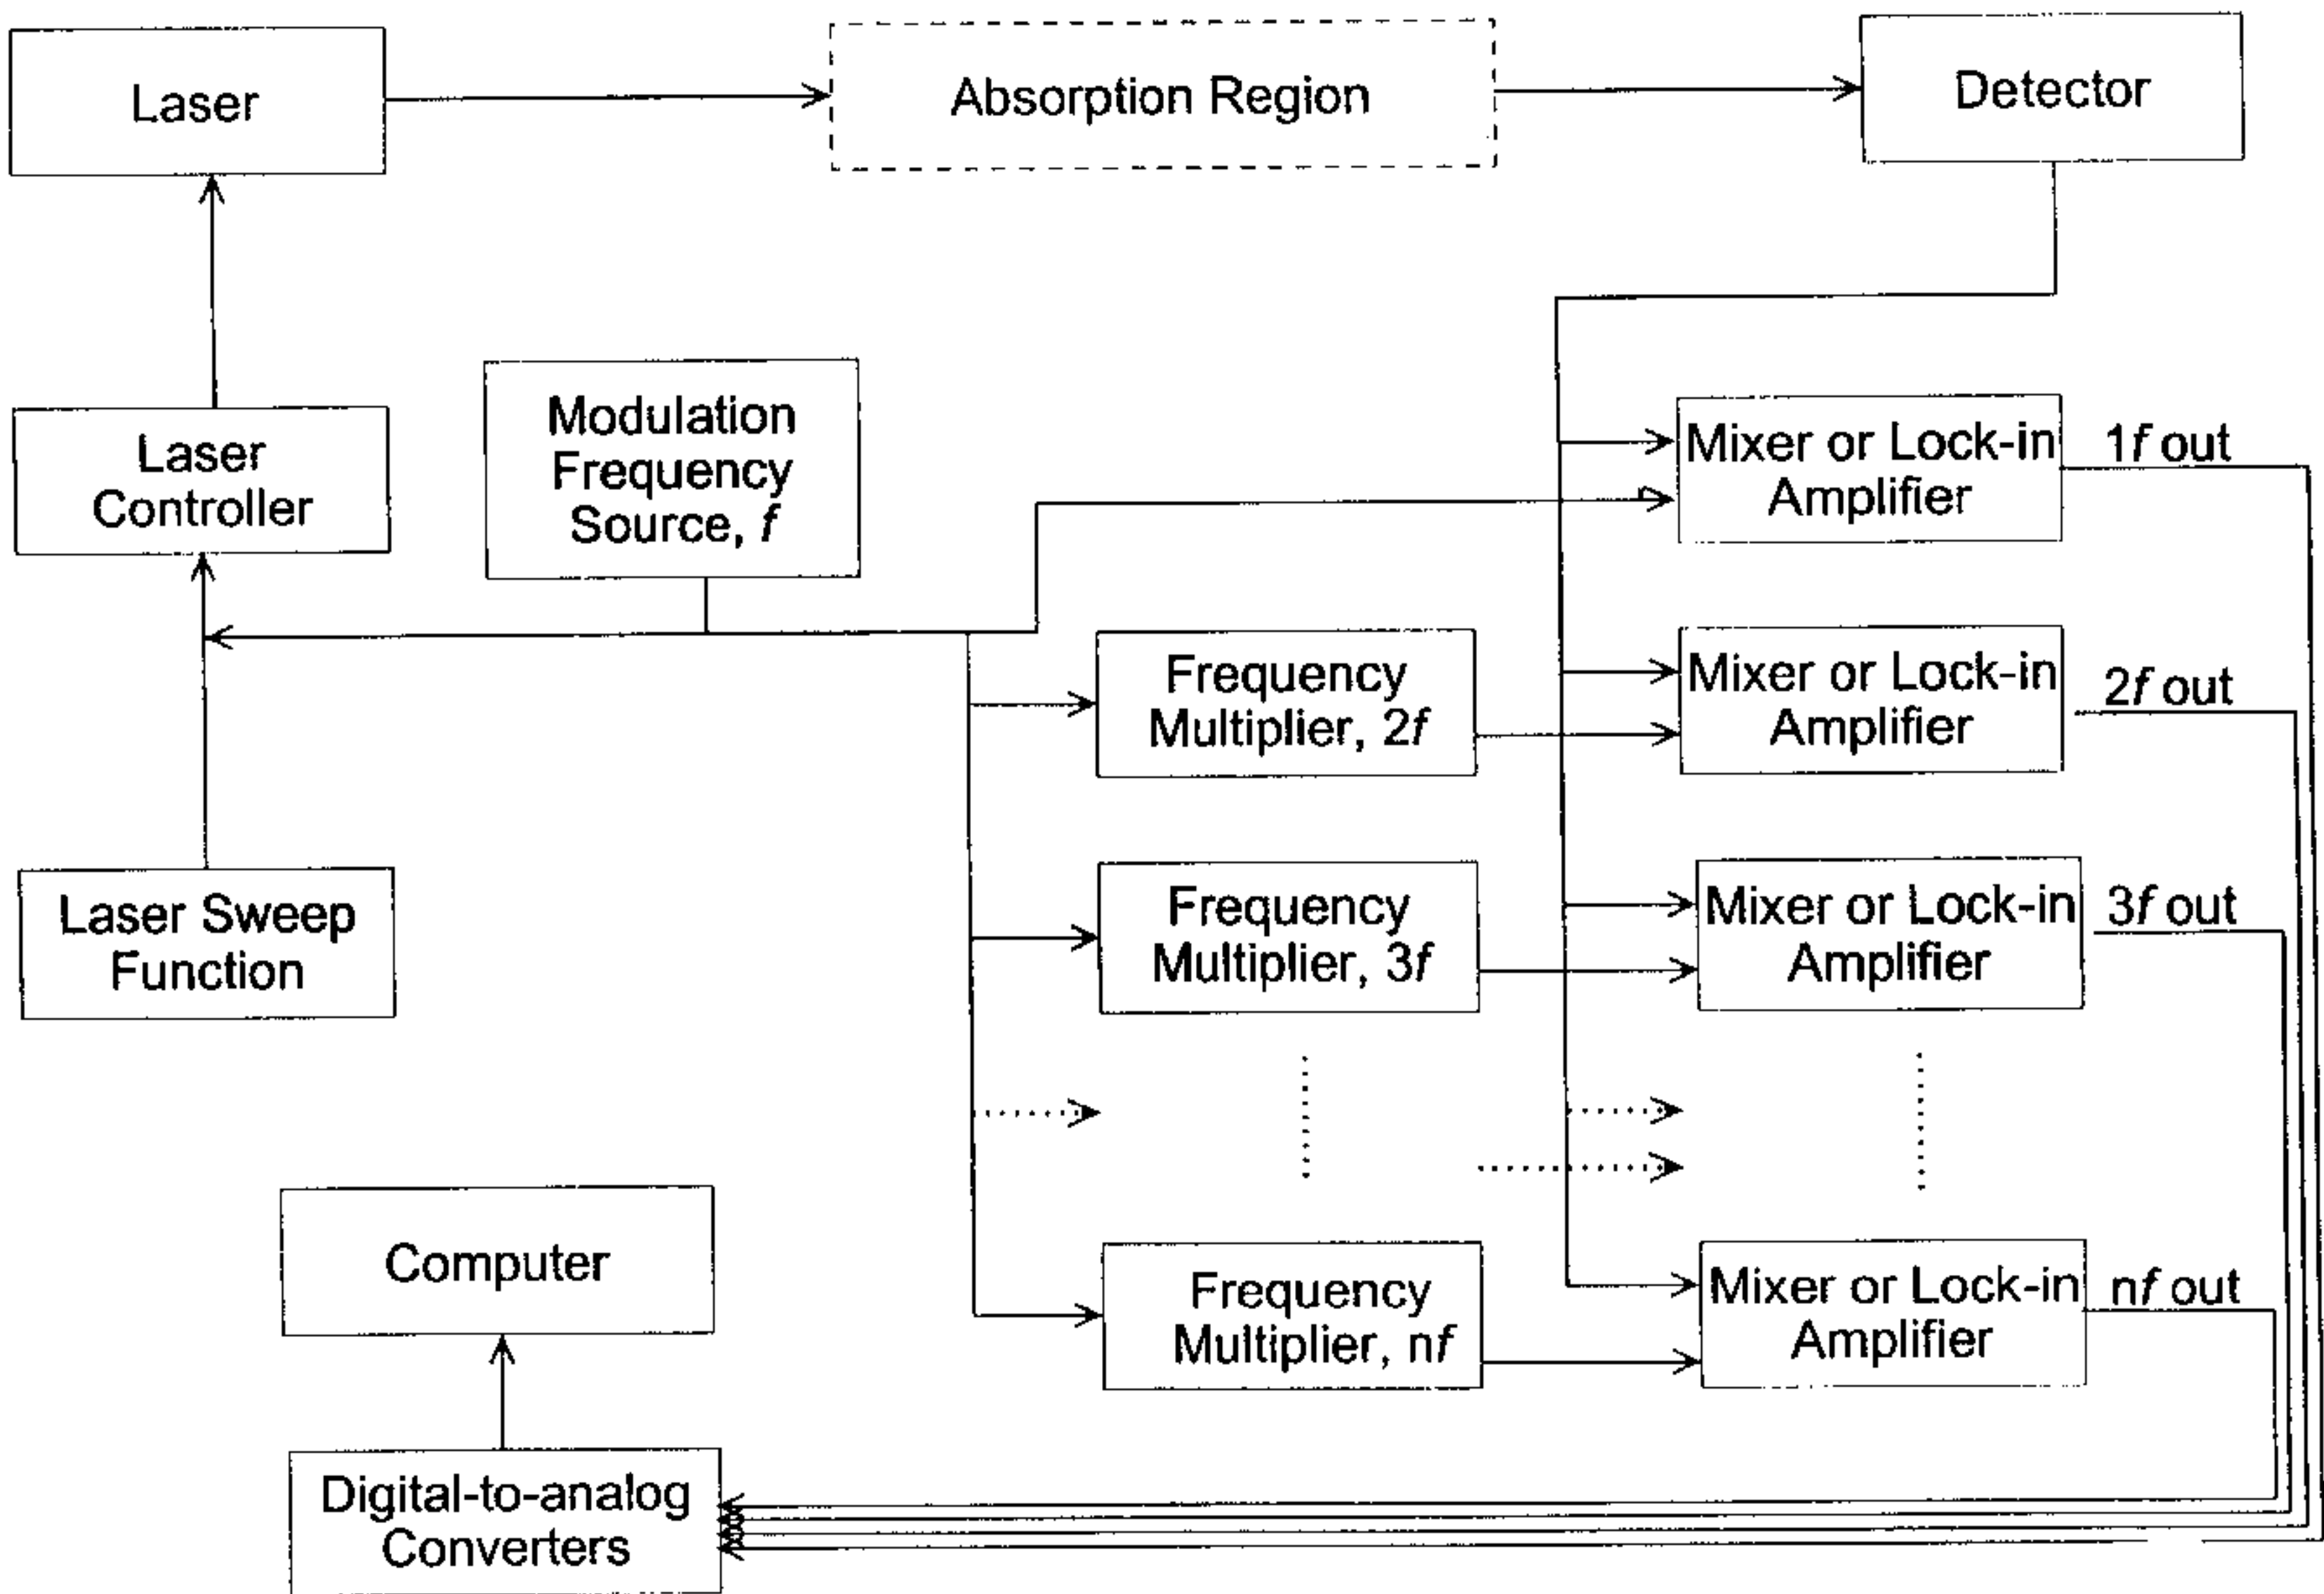 Laser
Absorption Region
Detector
Laser
Controller
Modulation
Frequency
Source, f
Mixer or Lock-in
Amplifier
1f out
Frequency
Multiplier, 2f
Mixer or Lock-in
Amplifier
2f out
Laser Sweep
Function
Frequency
Multiplier, 3f
Mixer or Lock-in
Amplifier
3f out
Computer
Frequency
Multiplier, nf
Mixer or Lock-in
Amplifier
nf out
Digital-to-analog
Converters